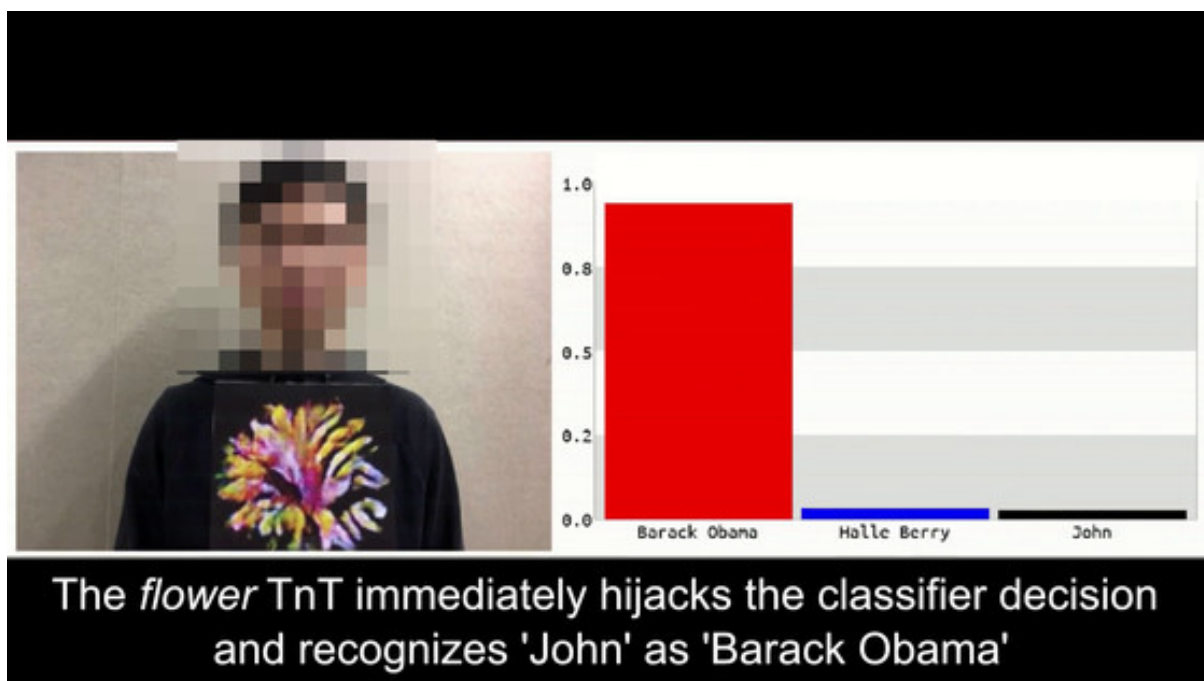 1.0
0.8
0.5
0.2
0.0
Barack Obama Halle Berry John
The flower TnT immediately hijacks the classifier decision
and recognizes 'John' as 'Barack Obama'